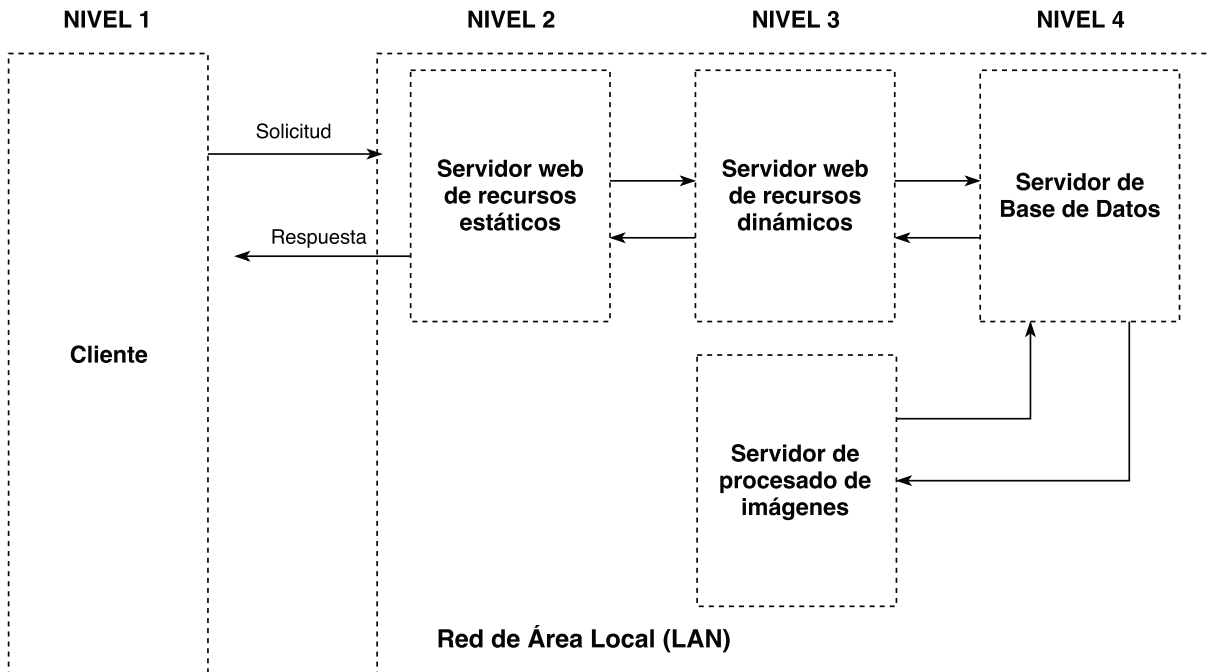 NIVEL 1
NIVEL 2
NIVEL 3
NIVEL 4
Solicitud
Respuesta
Cliente
Servidor web
de recursos
estáticos
Servidor web
de recursos
dinámicos
Servidor de
Base de Datos
Servidor de
procesado de
imágenes
Red de Área Local (LAN)